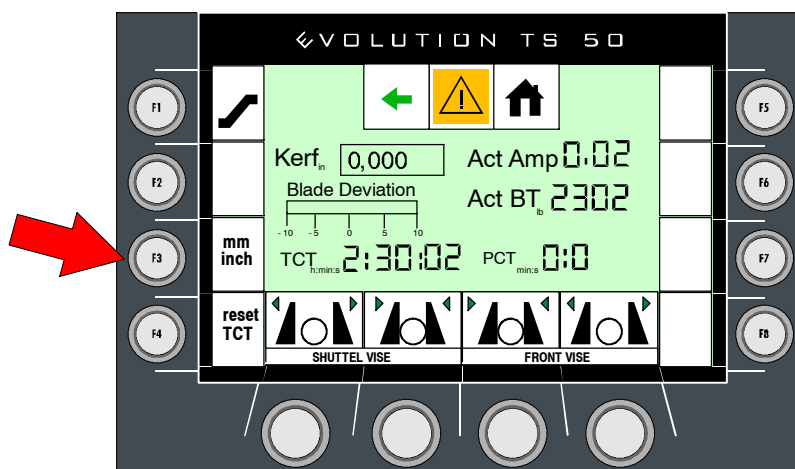 EVOLUTION TS 50
F1
F5
Kerf in 0,000
Act Amp 0.02
F2
Blade Deviation
Act BT lb 2302
F6
-10 -5 0 5 10
F3
mm
inch
TCT h:min:s 2:30:02
PCT min:s 0:0
F7
F4
reset
TCT
F8
SHUTTEL VISE
FRONT VISE